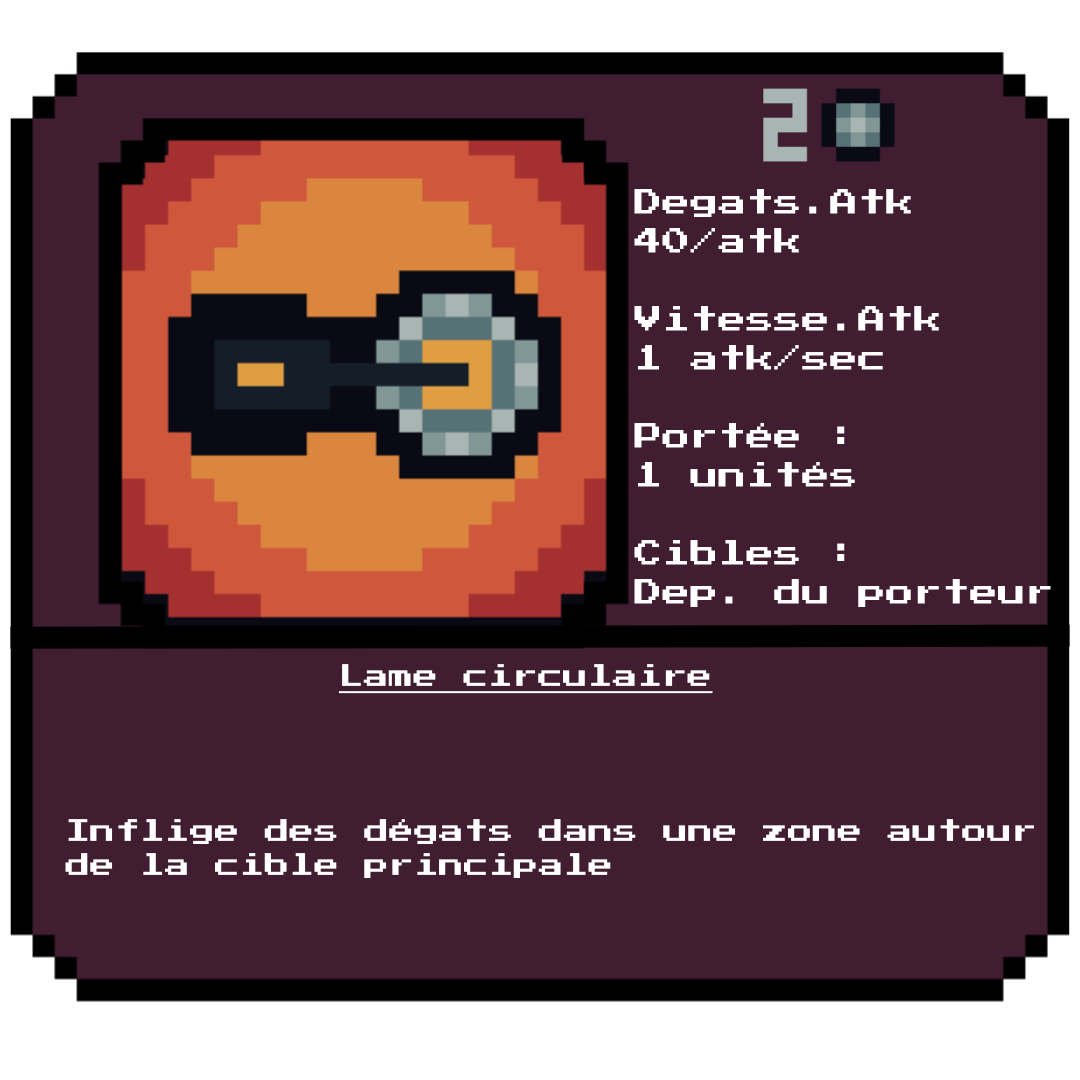 2
Degats.Atk
40/atk
Vitesse.Atk
1 atk/sec
Portée :
1 unités
Cibles :
Dep. du porteur
Lame circulaire
Inflige des dégats dans une zone autour
de la cible principale